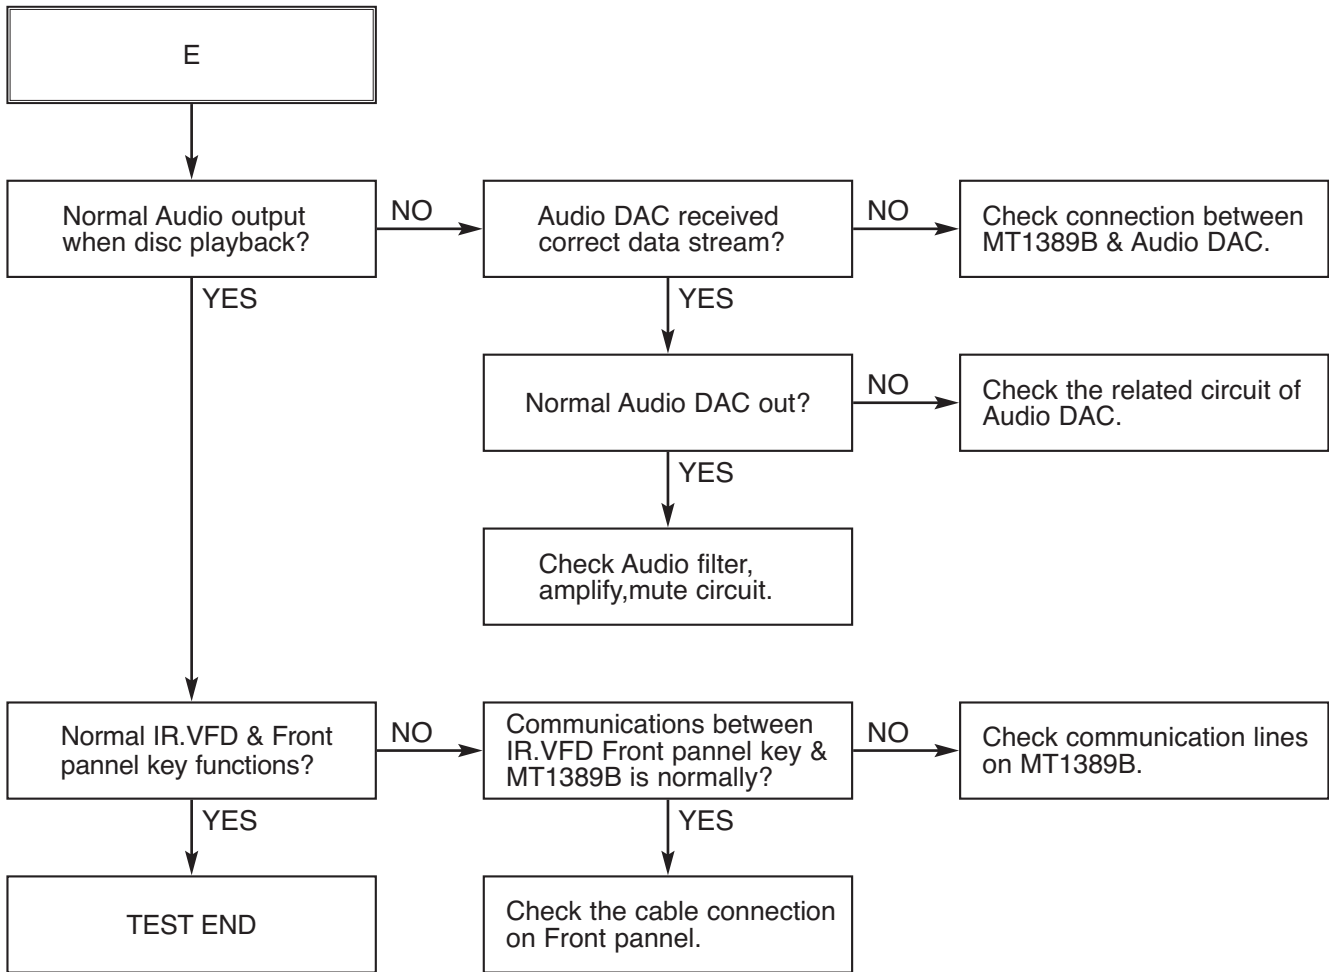 E
Normal Audio output
when disc playback?
NO
Audio DAC received
correct data stream?
NO
Check connection between
MT1389B & Audio DAC.
YES
YES
Normal Audio DAC out?
NO
Check the related circuit of
Audio DAC.
YES
Check Audio filter,
amplify,mute circuit.
Normal IR.VFD & Front
pannel key functions?
NO
Communications between
IR.VFD Front pannel key &
MT1389B is normally?
NO
Check communication lines
on MT1389B.
YES
YES
TEST END
Check the cable connection
on Front pannel.